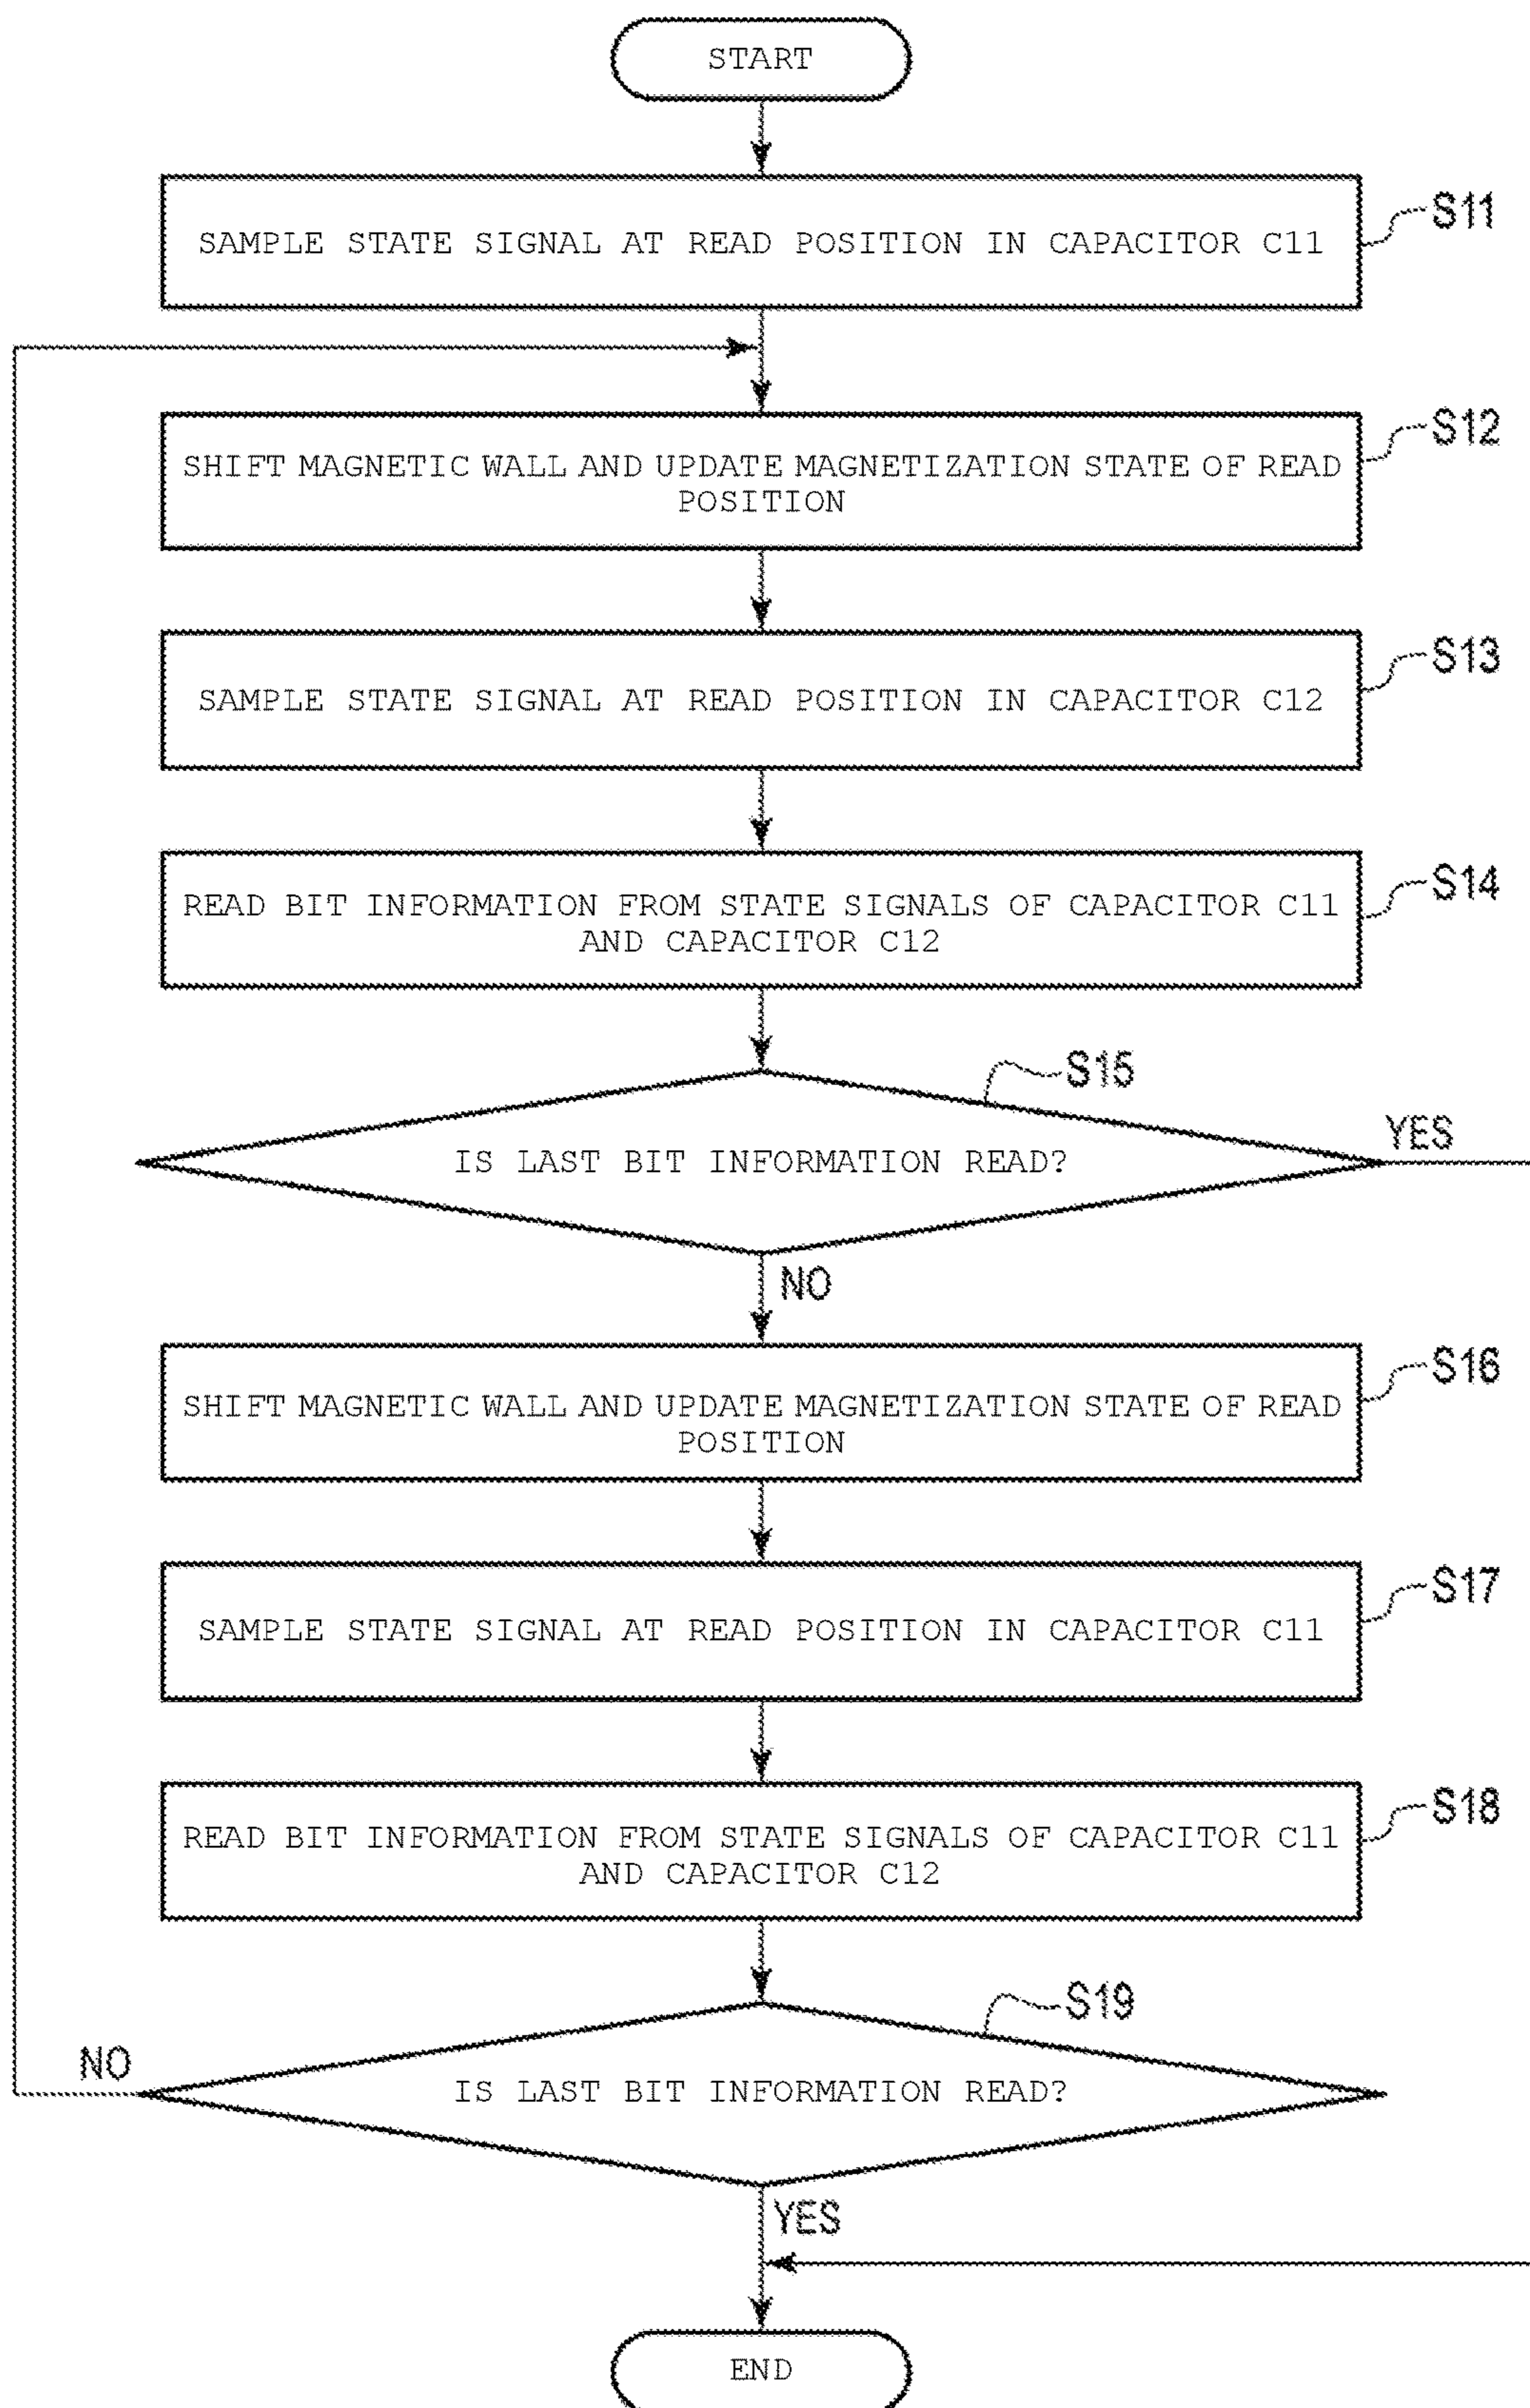 START
SAMPLE STATE SIGNAL AT READ POSITION IN CAPACITOR C11
S11
SHIFT MAGNETIC WALL AND UPDATE MAGNETIZATION STATE OF READ
POSITION
S12
SAMPLE STATE SIGNAL AT READ POSITION IN CAPACITOR C12
S13
READ BIT INFORMATION FROM STATE SIGNALS OF CAPACITOR C11
AND CAPACITOR C12
S14
S15
IS LAST BIT INFORMATION READ?
YES
NO
SHIFT MAGNETIC WALL AND UPDATE MAGNETIZATION STATE OF READ
POSITION
S16
SAMPLE STATE SIGNAL AT READ POSITION IN CAPACITOR C11
S17
READ BIT INFORMATION FROM STATE SIGNALS OF CAPACITOR C11
AND CAPACITOR C12
S18
S19
NO
IS LAST BIT INFORMATION READ?
YES
END